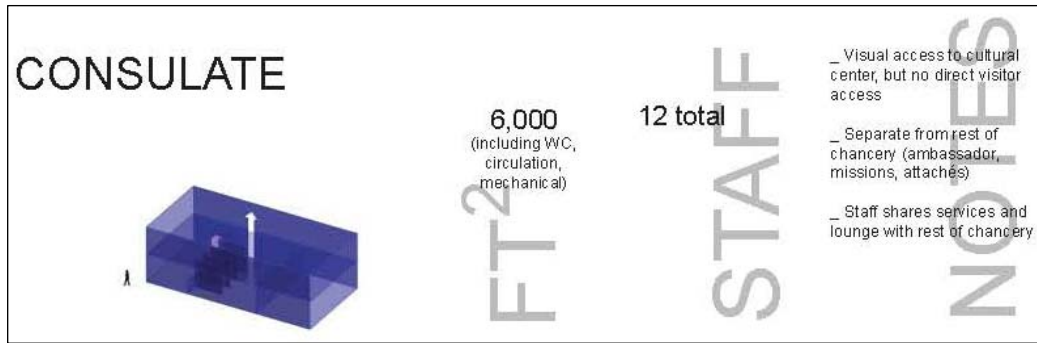 CONSULATE
FT²
6,000
(including WC,
circulation,
mechanical)
STAFF
12 total
NOTES
_ Visual access to cultural
center, but no direct visitor
access
_ Separate from rest of
chancery (ambassador,
missions, attachés)
_ Staff shares services and
lounge with rest of chancery